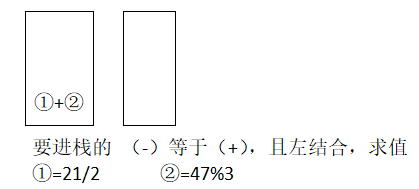 ①+②
要进栈的 （-）等于（+），且左结合，求值
①=21/2 ②=47%3